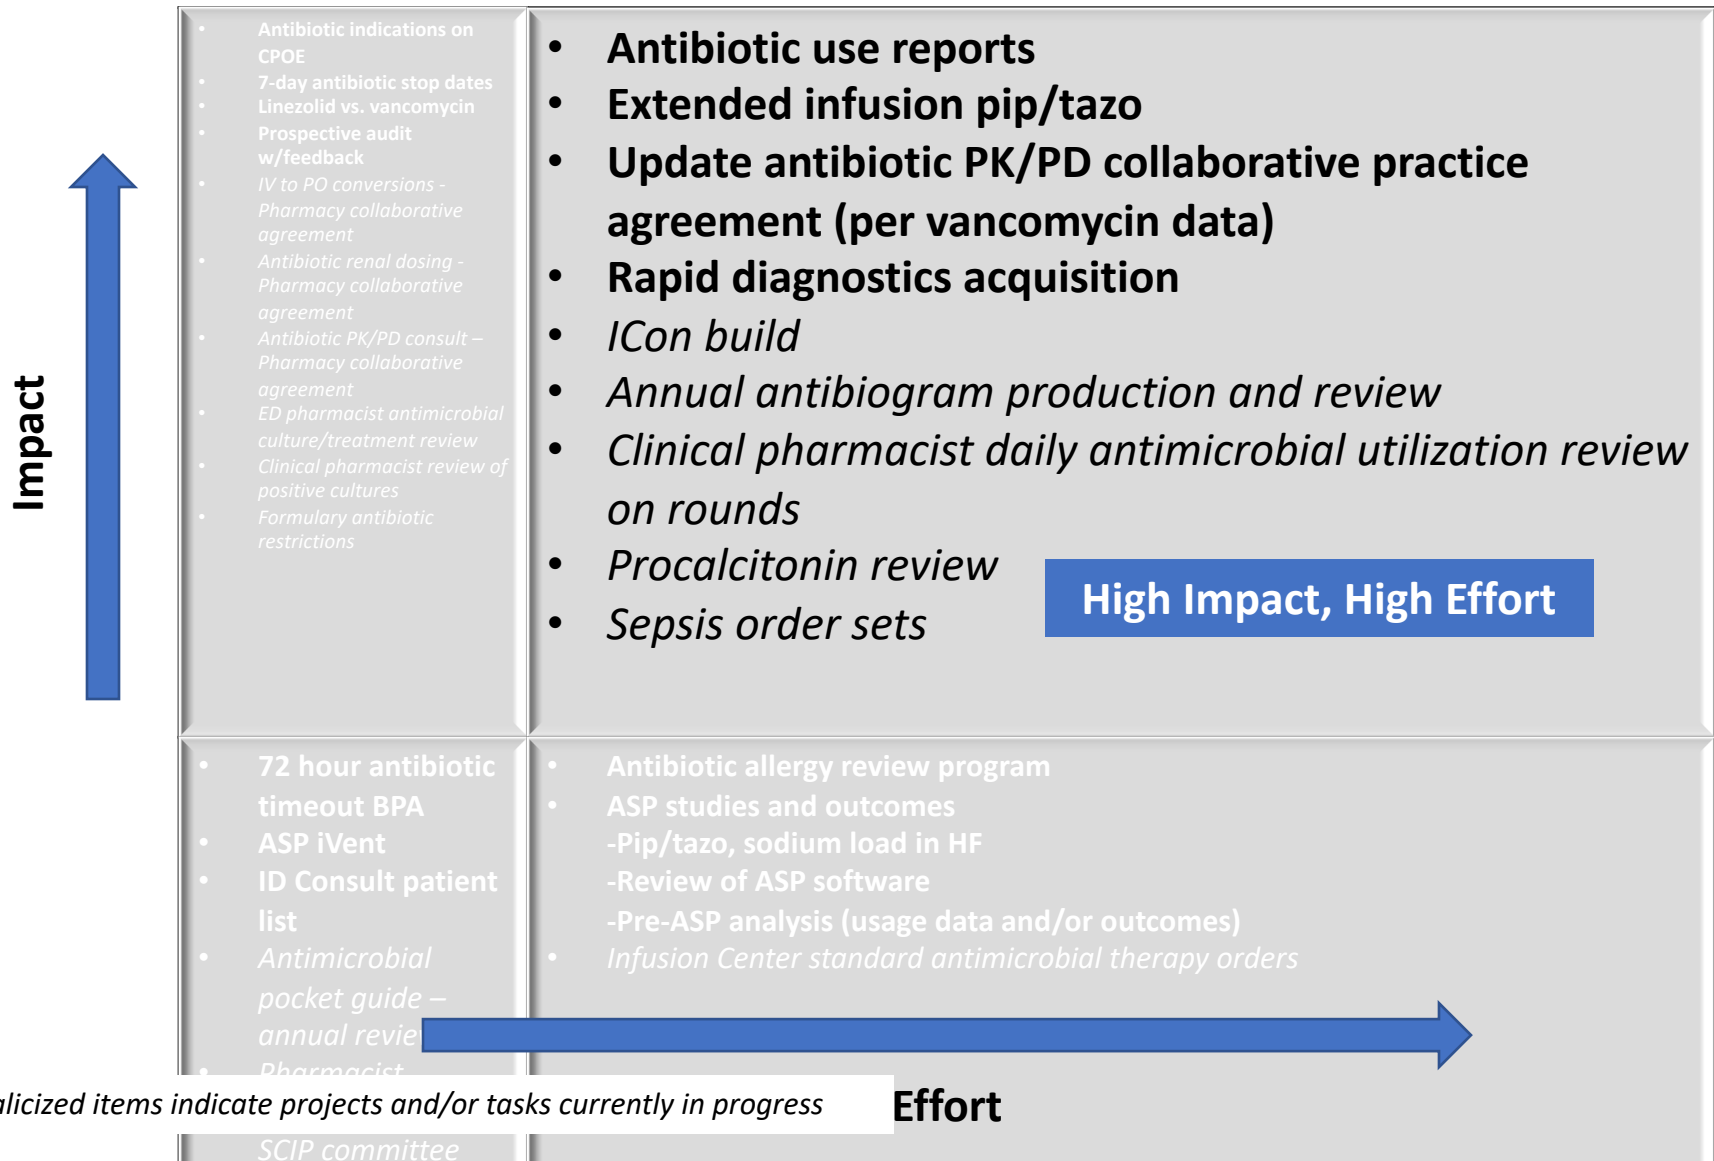 Impact
Antibiotic indications on
CPOE
7-day antibiotic stop dates
Linezolid vs. vancomycin
Prospective audit
w/feedback
IV to PO conversions -
Pharmacy collaborative
agreement
Antibiotic renal dosing -
Pharmacy collaborative
agreement
Antibiotic PK/PD consult –
Pharmacy collaborative
agreement
ED pharmacist antimicrobial
culture/treatment review
Clinical pharmacist review of
positive cultures
Formulary antibiotic
restrictions
• Antibiotic use reports
• Extended infusion pip/tazo
• Update antibiotic PK/PD collaborative practice
agreement (per vancomycin data)
• Rapid diagnostics acquisition
• ICon build
• Annual antibiogram production and review
• Clinical pharmacist daily antimicrobial utilization review
on rounds
• Procalcitonin review
• Sepsis order sets
High Impact, High Effort
• 72 hour antibiotic
timeout BPA
• ASP iVent
• ID Consult patient
list
• Antimicrobial
pocket guide –
annual review
• Pharmacist
SCIP committee
• Antibiotic allergy review program
• ASP studies and outcomes
-Pip/tazo, sodium load in HF
-Review of ASP software
-Pre-ASP analysis (usage data and/or outcomes)
• Infusion Center standard antimicrobial therapy orders
alicized items indicate projects and/or tasks currently in progress
Effort